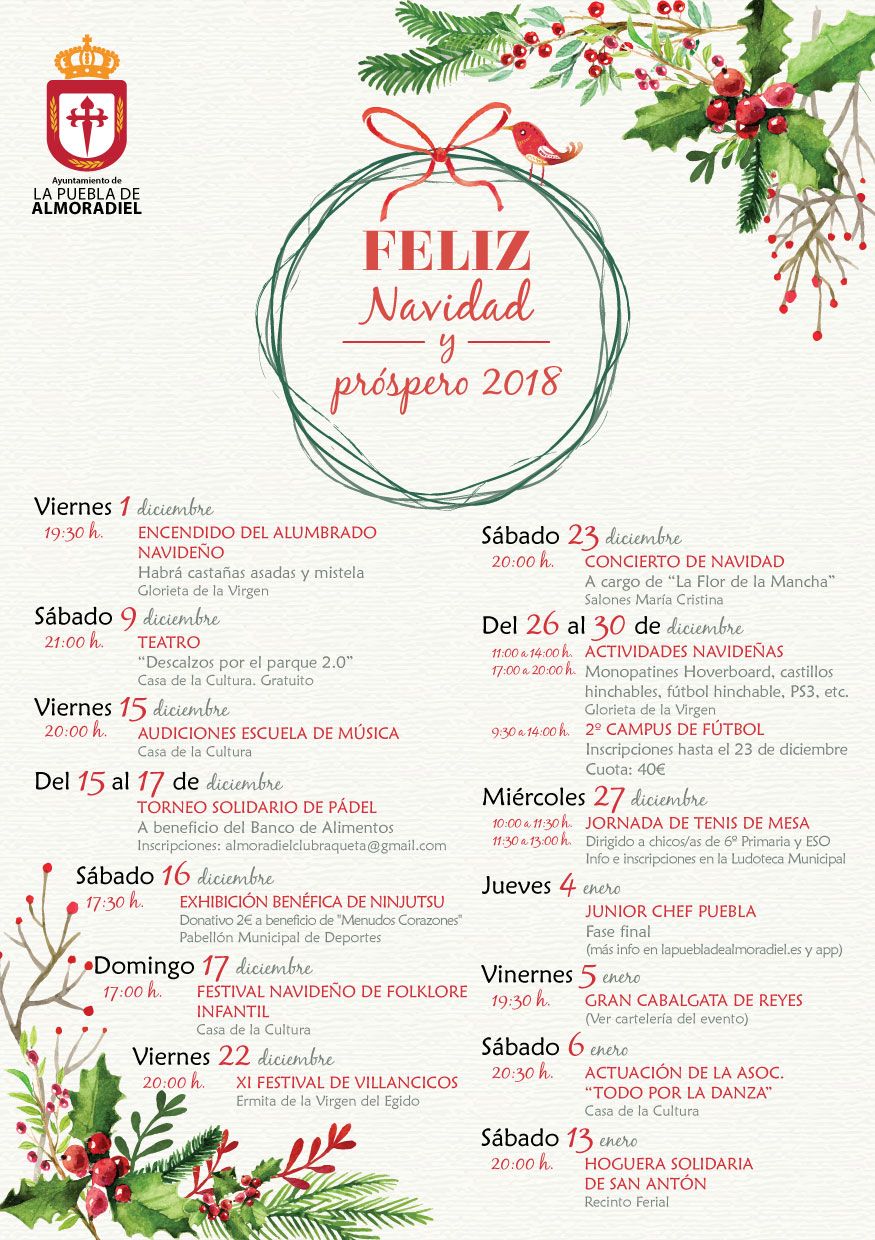 Ayuntamiento de
LA PUEBLA DE
ALMORADIEL
FELIZ
Navidad
y
próspero 2018
Viernes 1 diciembre
19:30 h. ENCENDIDO DEL ALUMBRADO
NAVIDEÑO
Habrá castañas asadas y mistela
Glorieta de la Virgen
Sábado 9 diciembre
21:00 h. TEATRO
“Descalzos por el parque 2.0”
Casa de la Cultura. Gratuito
Viernes 15 diciembre
20:00 h. AUDICIONES ESCUELA DE MÚSICA
Casa de la Cultura
Del 15 al 17 de diciembre
TORNEO SOLIDARIO DE PÁDEL
A beneficio del Banco de Alimentos
Inscripciones: almoradielclubraqueta@gmail.com
Sábado 16 diciembre
17:30 h. EXHIBICIÓN BENÉFICA DE NINJUTSU
Donativo 2€ a beneficio de "Menudos Corazones"
Pabellón Municipal de Deportes
Domingo 17 diciembre
17:00 h. FESTIVAL NAVIDEÑO DE FOLKLORE
INFANTIL
Casa de la Cultura
Viernes 22 diciembre
20:00 h. XI FESTIVAL DE VILLANCICOS
Ermita de la Virgen del Egido
Sábado 23 diciembre
20:00 h. CONCIERTO DE NAVIDAD
A cargo de “La Flor de la Mancha”
Salones María Cristina
Del 26 al 30 de diciembre
11:00 a 14:00 h. ACTIVIDADES NAVIDEÑAS
17:00 a 20:00 h. Monopatines Hoverboard, castillos
hinchables, fútbol hinchable, PS3, etc.
Glorieta de la Virgen
9:30 a 14:00 h. 2º CAMPUS DE FÚTBOL
Inscripciones hasta el 23 de diciembre
Cuota: 40€
Miércoles 27 diciembre
10:00 a 11:30 h. JORNADA DE TENIS DE MESA
11:30 a 13:00 h. Dirigido a chicos/as de 6º Primaria y ESO
Info e inscripciones en la Ludoteca Municipal
Jueves 4 enero
JUNIOR CHEF PUEBLA
Fase final
(más info en lapuebladealmoradiel.es y app)
Vinernes 5 enero
19:30 h. GRAN CABALGATA DE REYES
(Ver cartelería del evento)
Sábado 6 enero
20:30 h. ACTUACIÓN DE LA ASOC.
“TODO POR LA DANZA”
Casa de la Cultura
Sábado 13 enero
20:00 h. HOGUERA SOLIDARIA
DE SAN ANTÓN
Recinto Ferial